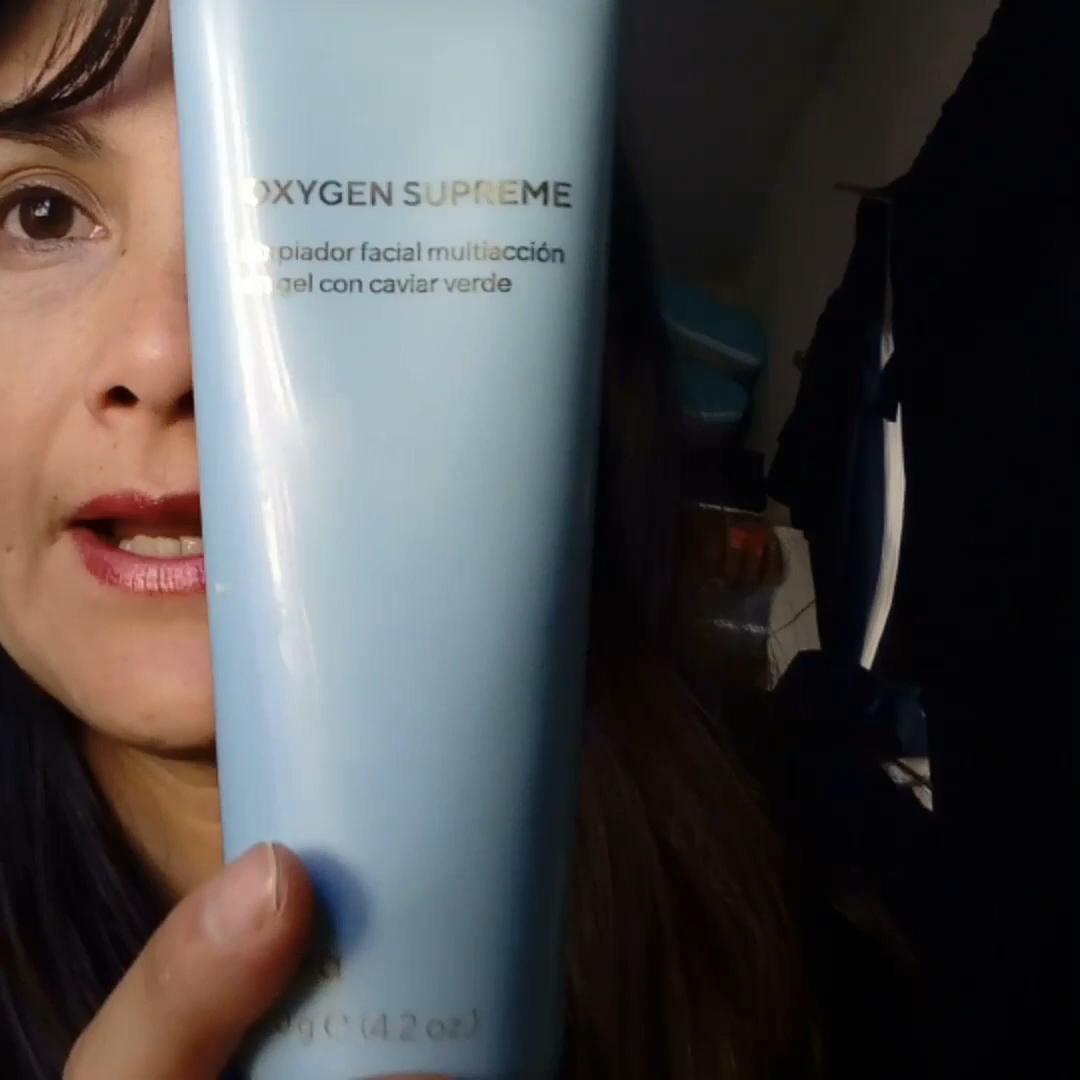 OXYGEN SUPREME
facial multiacción
gel con caviar verde
(4.2 oz)